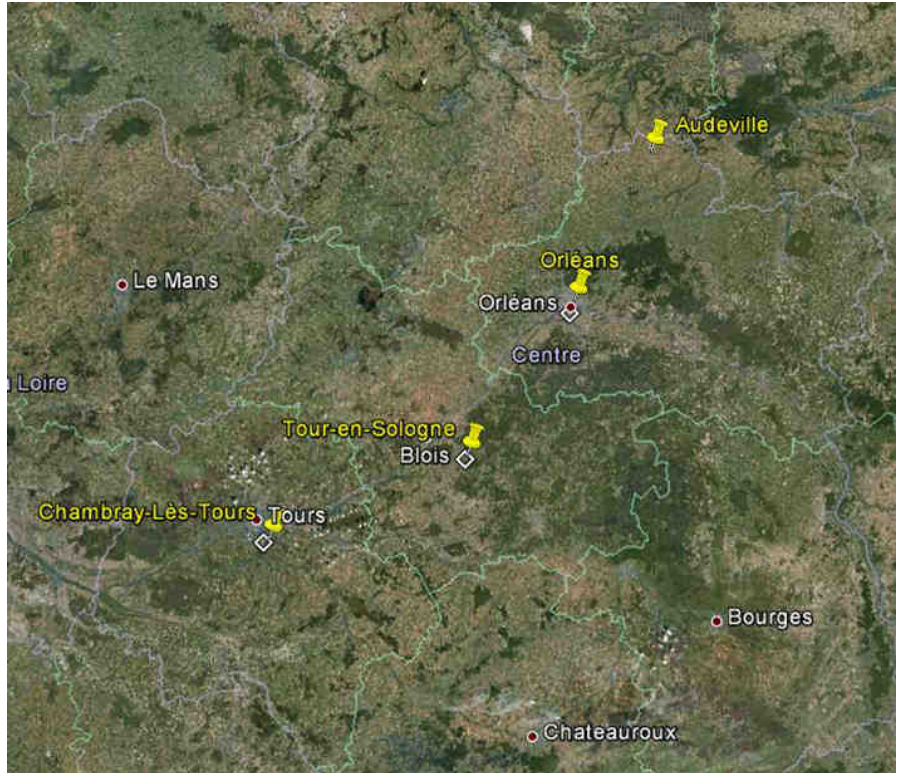 Audeville
Orléans
Le Mans
Orléans
Centre
u Loire
Tour-en-Sologne
Blois
Chambray-Lès-Tours
Tours
Bourges
Chateauroux